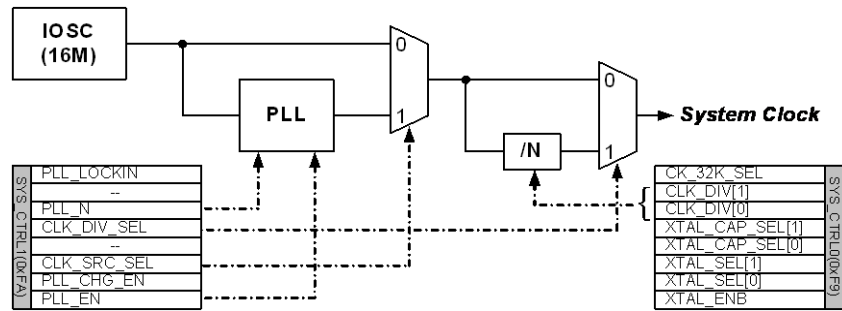 IOSC
(16M)
0
1
PLL
0
1
/N
System Clock
SYS_CTRL1(0xFA)
PLL_LOCKIN
--
PLL_N
CLK_DIV_SEL
--
CLK_SRC_SEL
PLL_CHG_EN
PLL_EN
CK_32K_SEL
CLK_DIV[1]
CLK_DIV[0]
XTAL_CAP_SEL[1]
XTAL_CAP_SEL[0]
XTAL_SEL[1]
XTAL_SEL[0]
XTAL_ENB
SYS_CTRL0(0xF9)